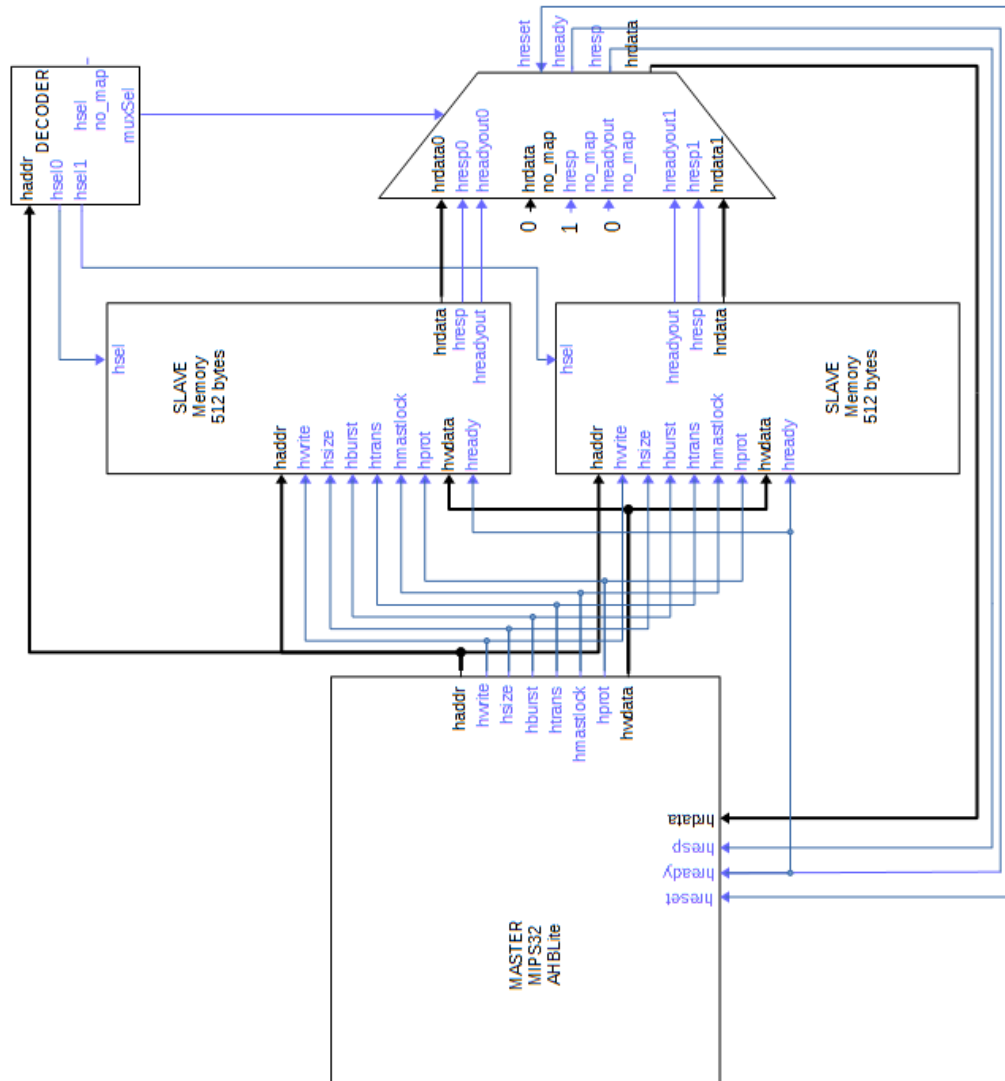 DECODER
haddr
hsel0
hsel1
hsel
no_map
muxSel
hreset
hready
hresp
hrdata
hrdata0
hresp0
hreadyout0
hrdata
no_map
hresp
no_map
hreadyout
no_map
hreadyout1
hresp1
hrdata1
0
1
0
SLAVE
Memory
512 bytes
hsel
hrdata
hresp
hreadyout
haddr
hwrite
hsize
hburst
htrans
hmastlock
hprot
hwdata
hready
SLAVE
Memory
512 bytes
hsel
hreadyout
hresp
hrdata
haddr
hwrite
hsize
hburst
htrans
hmastlock
hprot
hwdata
hready
MASTER
MIPS32
AHBLite
haddr
hwrite
hsize
hburst
htrans
hmastlock
hprot
hwdata
hrdata
hresp
hready
hreset